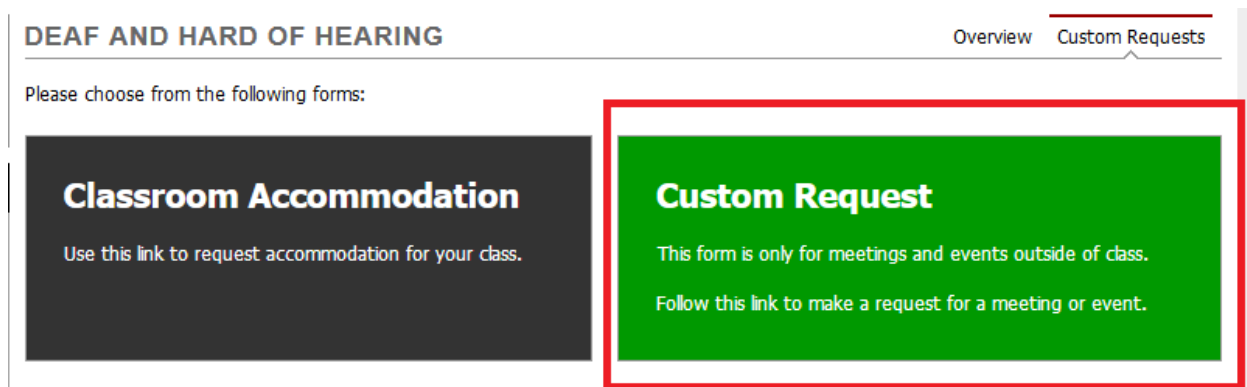 DEAF AND HARD OF HEARING
Overview Custom Requests
Please choose from the following forms:
Classroom Accommodation
Use this link to request accommodation for your class.
Custom Request
This form is only for meetings and events outside of class.
Follow this link to make a request for a meeting or event.